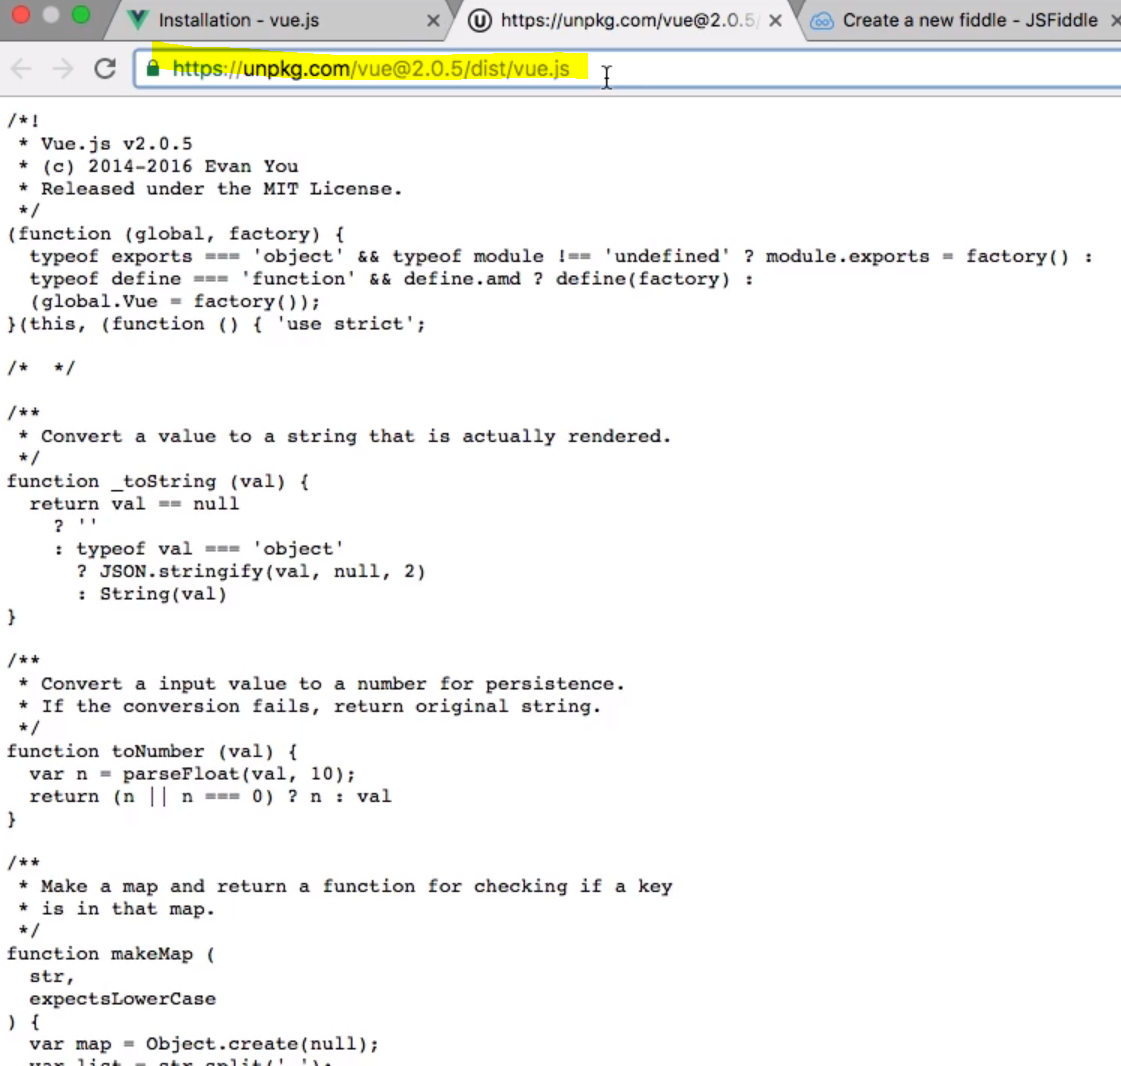 Installation - vue.js
https://unpkg.com/vue@2.0.5/
Create a new fiddle - JSFiddle
https://unpkg.com/vue@2.0.5/dist/vue.js
/*!
 * Vue.js v2.0.5
 * (c) 2014-2016 Evan You
 * Released under the MIT License.
 */
(function (global, factory) {
  typeof exports === 'object' && typeof module !== 'undefined' ? module.exports = factory() :
  typeof define === 'function' && define.amd ? define(factory) :
  (global.Vue = factory());
}(this, (function () { 'use strict';
/*  */
/**
 * Convert a value to a string that is actually rendered.
 */
function _toString (val) {
  return val == null
    ? ''
    : typeof val === 'object'
      ? JSON.stringify(val, null, 2)
      : String(val)
}
/**
 * Convert a input value to a number for persistence.
 * If the conversion fails, return original string.
 */
function toNumber (val) {
  var n = parseFloat(val, 10);
  return (n || n === 0) ? n : val
}
/**
 * Make a map and return a function for checking if a key
 * is in that map.
 */
function makeMap (
  str,
  expectsLowerCase
) {
  var map = Object.create(null);
  var list = str.split(',');